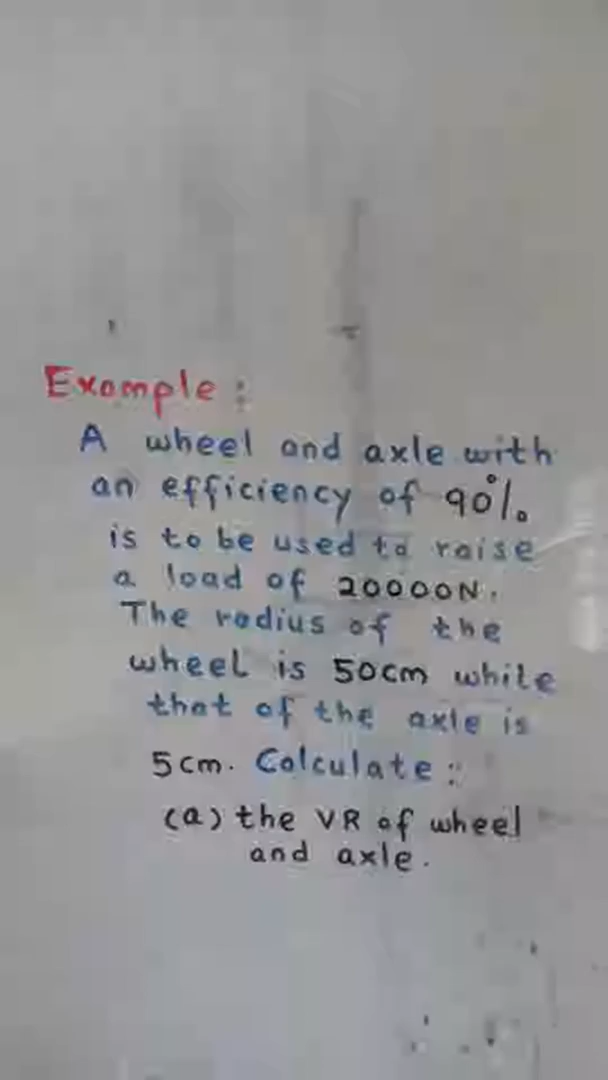 Example:
A wheel and axle with
an efficiency of 90%
is to be used to raise
a load of 20000N.
The radius of the
wheel is 50cm while
that of the axle is
5cm. Calculate:
(a) the VR of wheel
and axle.